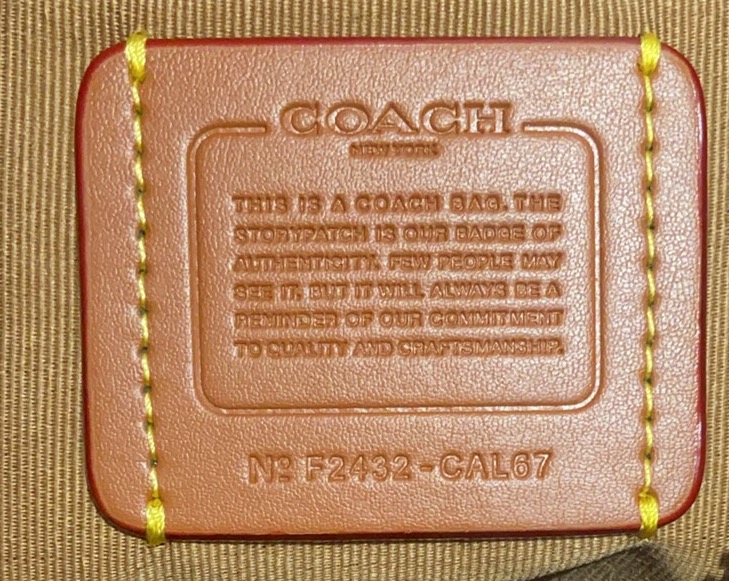 COACH
NEW YORK
THIS IS A COACH BAG. THE
STORYPATCH IS OUR BADGE OF
AUTHENTICITY. FEW PEOPLE MAY
SEE IT, BUT IT WILL ALWAYS BE A
REMINDER OF OUR COMMITMENT
TO QUALITY AND CRAFTSMANSHIP.
Nº F2432-CAL67